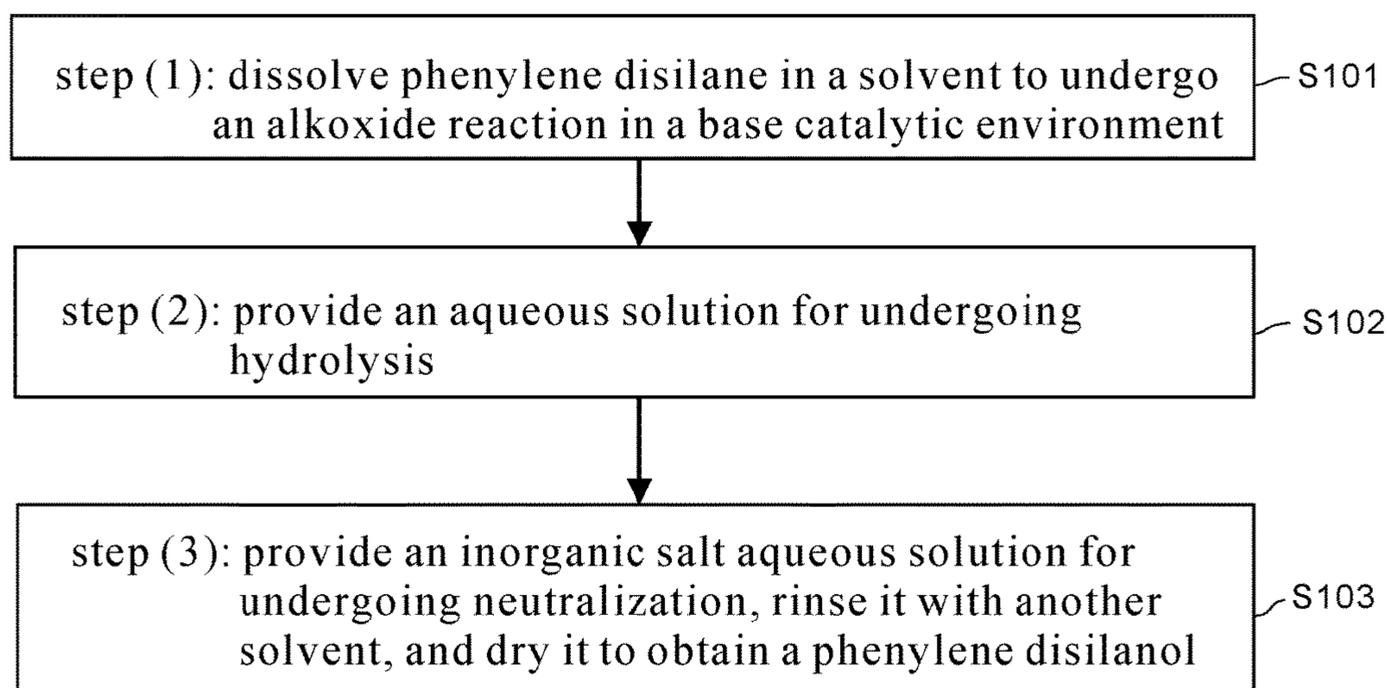 step (1): dissolve phenylene disilane in a solvent to undergo
an alkoxide reaction in a base catalytic environment
S101
step (2): provide an aqueous solution for undergoing
hydrolysis
S102
step (3): provide an inorganic salt aqueous solution for
undergoing neutralization, rinse it with another
solvent, and dry it to obtain a phenylene disilanol
S103